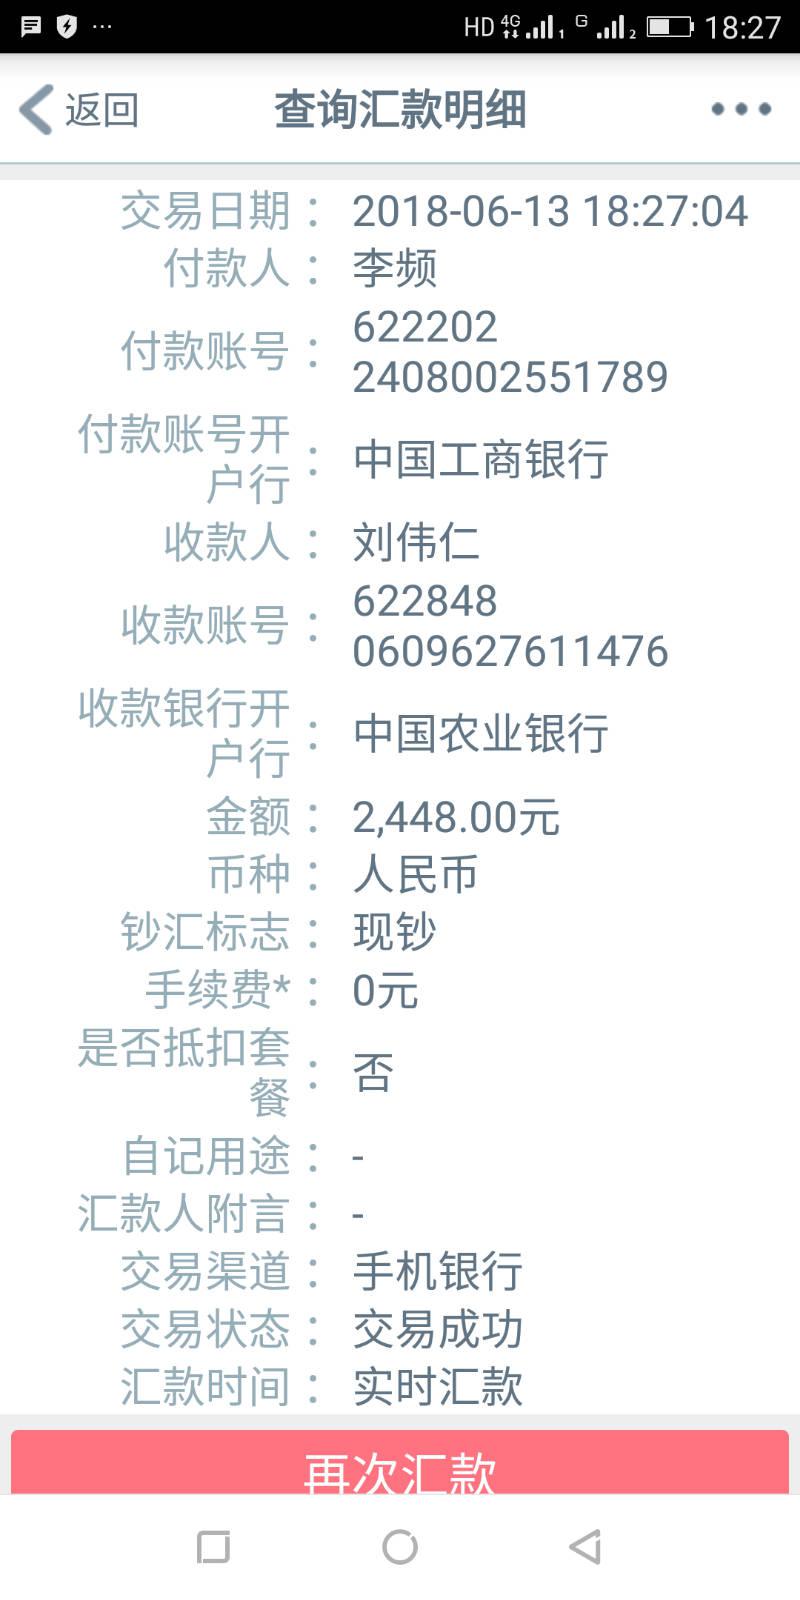 HD 4G 1 G 2 18:27
返回 查询汇款明细
交易日期： 2018-06-13 18:27:04
付款人： 李频
付款账号： 622202
2408002551789
付款账号开
户行： 中国工商银行
收款人： 刘伟仁
收款账号： 622848
0609627611476
收款银行开
户行： 中国农业银行
金额： 2,448.00元
币种： 人民币
钞汇标志： 现钞
手续费*： 0元
是否抵扣套
餐： 否
自记用途： -
汇款人附言： -
交易渠道： 手机银行
交易状态： 交易成功
汇款时间： 实时汇款
再次汇款